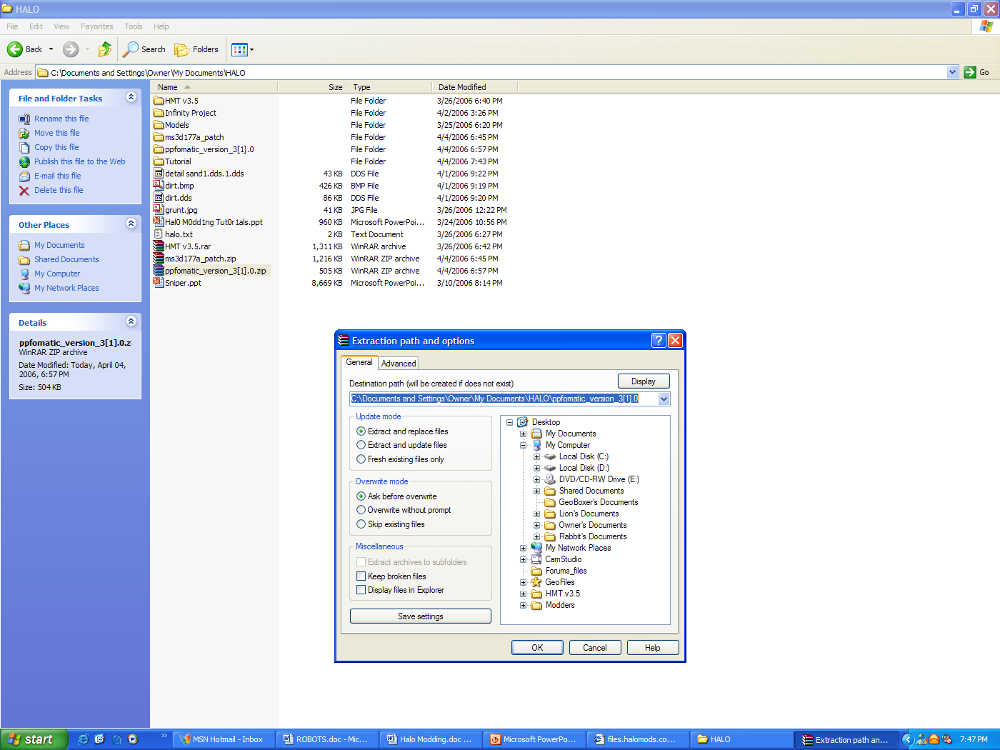 HALO
File Edit View Favorites Tools Help
Back Search Folders
Address C:\Documents and Settings\Owner\My Documents\HALO Go
File and Folder Tasks
Rename this file
Move this file
Copy this file
Publish this file to the Web
E-mail this file
Delete this file
Other Places
My Documents
Shared Documents
My Computer
My Network Places
Details
ppfomatic_version_3[1].0.zi
WinRAR ZIP archive
Date Modified: Today, April 04,
2006, 6:57 PM
Size: 504 KB
Name Size Type Date Modified
HMT v3.5 File Folder 3/26/2006 6:40 PM
Infinity Project File Folder 4/2/2006 3:26 PM
Models File Folder 3/25/2006 6:20 PM
ms3d177a_patch File Folder 4/4/2006 6:45 PM
ppfomatic_version_3[1].0 File Folder 4/4/2006 6:57 PM
Tutorial File Folder 4/4/2006 7:43 PM
detail sand1.dds.1.dds 43 KB DDS File 4/1/2006 9:22 PM
dirt.bmp 426 KB BMP File 4/1/2006 9:19 PM
dirt.dds 86 KB DDS File 4/1/2006 9:20 PM
grunt.jpg 41 KB JPG File 3/26/2006 12:22 PM
Hal0 M0dd1ng Tut0r1als.ppt 960 KB Microsoft PowerPoi... 3/24/2006 10:56 PM
halo.txt 2 KB Text Document 3/26/2006 6:27 PM
HMT v3.5.rar 1,311 KB WinRAR archive 3/26/2006 6:42 PM
ms3d177a_patch.zip 1,216 KB WinRAR ZIP archive 4/4/2006 6:45 PM
ppfomatic_version_3[1].0.zip 505 KB WinRAR ZIP archive 4/4/2006 6:57 PM
Sniper.ppt 8,669 KB Microsoft PowerPoi... 3/10/2006 8:14 PM
Extraction path and options
General Advanced
Destination path (will be created if does not exist) Display
C:\Documents and Settings\Owner\My Documents\HALO\ppfomatic_version_3[1].0
Update mode
Extract and replace files
Extract and update files
Fresh existing files only
Overwrite mode
Ask before overwrite
Overwrite without prompt
Skip existing files
Miscellaneous
Extract archives to subfolders
Keep broken files
Display files in Explorer
Save settings
Desktop
My Documents
My Computer
Local Disk (C:)
Local Disk (D:)
DVD/CD-RW Drive (E:)
Shared Documents
GeoBoxer's Documents
Lion's Documents
Owner's Documents
Rabbit's Documents
My Network Places
CamStudio
Forums_files
GeoFiles
HMT.v3.5
Modders
OK Cancel Help
start MSN Hotmail - Inbox ROBOTS.doc - Mic... Halo Modding.doc ... Microsoft PowerPo... files.halomods.co... HALO Extraction path an... 7:47 PM